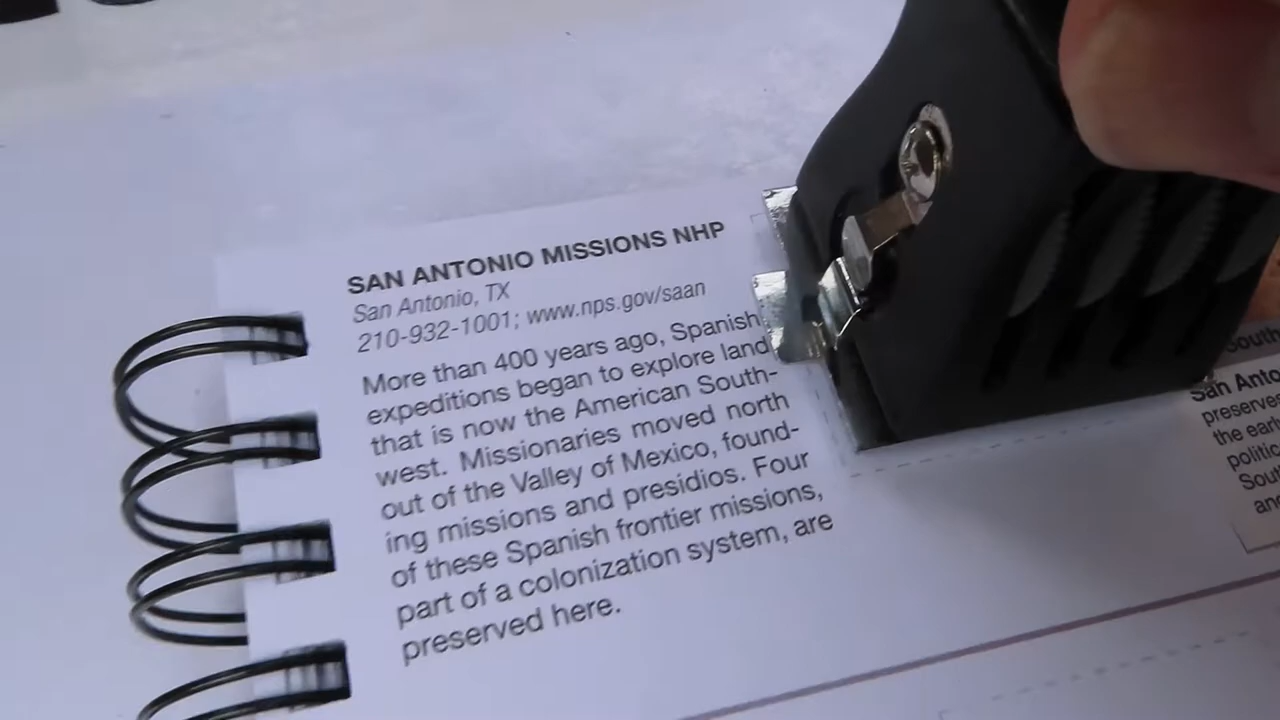 SAN ANTONIO MISSIONS NHP
San Antonio, TX
210-932-1001; www.nps.gov/saan
More than 400 years ago, Spanish
expeditions began to explore land
that is now the American South-
west. Missionaries moved north
out of the Valley of Mexico, found-
ing missions and presidios. Four
of these Spanish frontier missions,
part of a colonization system, are
preserved here.
South
San Anto
preserve
the earl
politic
Sout
an